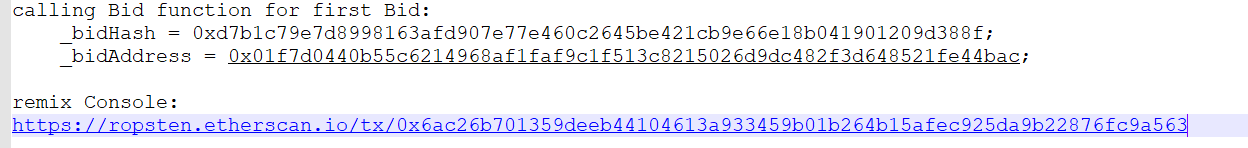 calling Bid function for first Bid:
_bidHash = 0xd7b1c79e7d8998163afd907e77e460c2645be421cb9e66e18b041901209d388f;
_bidAddress = 0x01f7d0440b55c6214968af1faf9c1f513c8215026d9dc482f3d648521fe44bac;
remix Console:
https://ropsten.etherscan.io/tx/0x6ac26b701359deeb44104613a933459b01b264b15afec925da9b22876fc9a563